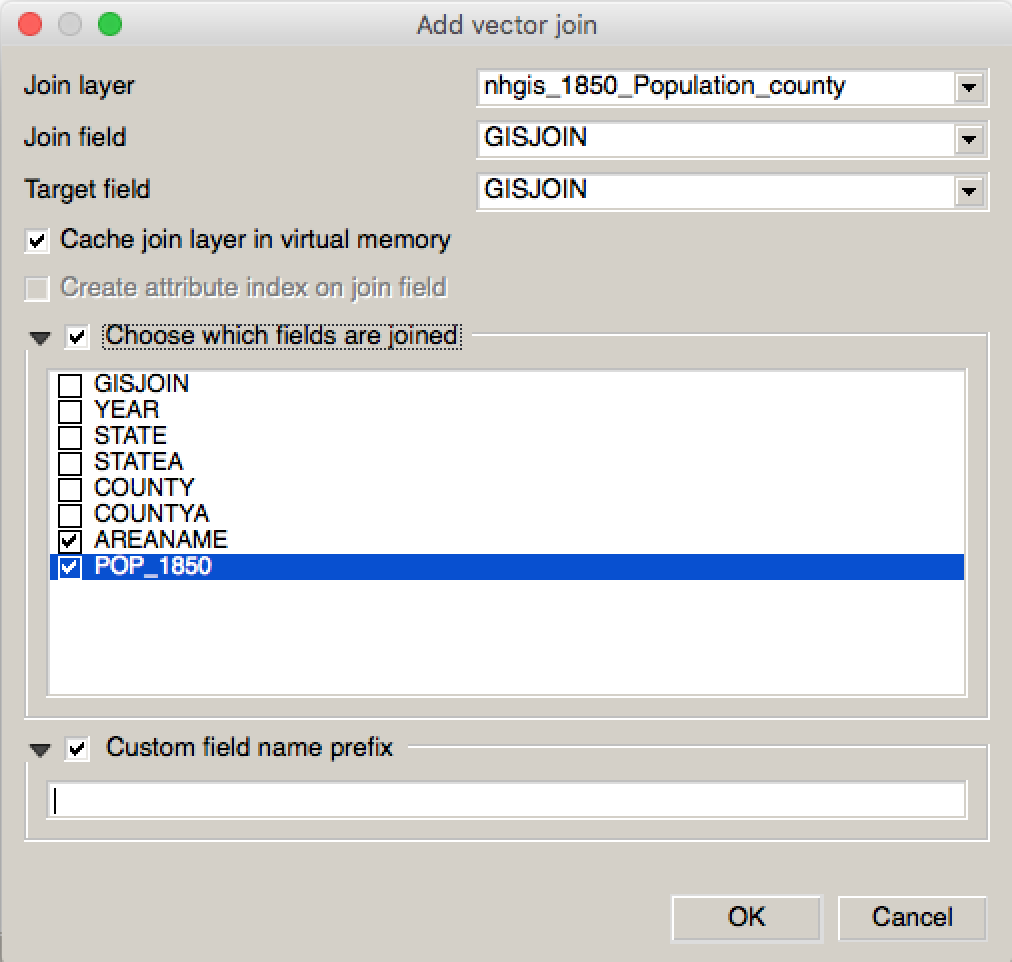 Add vector join
Join layer nhgis_1850_Population_county
Join field GISJOIN
Target field GISJOIN
Cache join layer in virtual memory
Create attribute index on join field
Choose which fields are joined
GISJOIN
YEAR
STATE
STATEA
COUNTY
COUNTYA
AREANAME
POP_1850
Custom field name prefix
OK Cancel